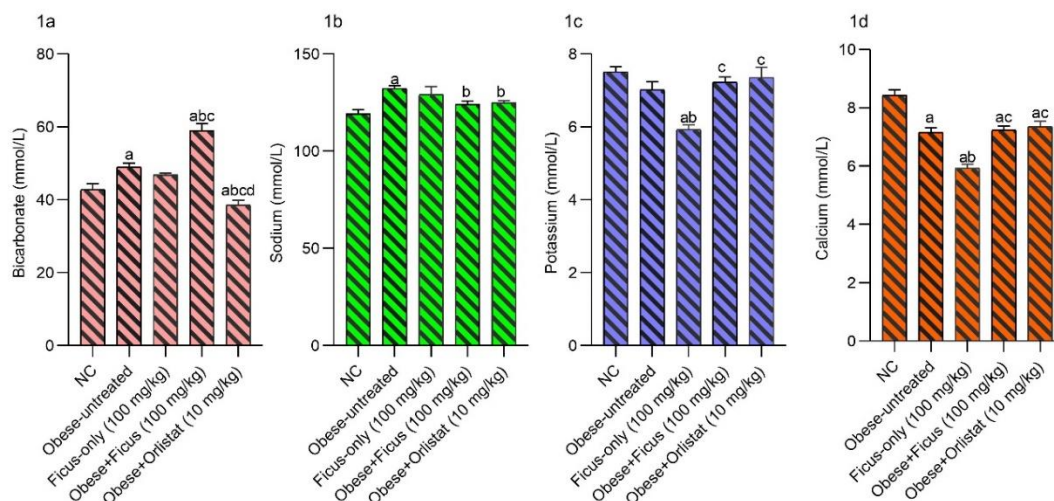 1a
80
60
40
20
0
Bicarbonate (mmol/L)
a
abc
abcd
NC
Obese-untreated
Ficus-only (100 mg/kg)
Obese+Ficus (100 mg/kg)
Obese+Orlistat (10 mg/kg)
1b
150
100
50
0
Sodium (mmol/L)
a
b
b
NC
Obese-untreated
Ficus-only (100 mg/kg)
Obese+Ficus (100 mg/kg)
Obese+Orlistat (10 mg/kg)
1c
8
6
4
2
0
Potassium (mmol/L)
ab
c
c
NC
Obese-untreated
Ficus-only (100 mg/kg)
Obese+Ficus (100 mg/kg)
Obese+Orlistat (10 mg/kg)
1d
10
8
6
4
2
0
Calcium (mmol/L)
a
ab
ac
ac
NC
Obese-untreated
Ficus-only (100 mg/kg)
Obese+Ficus (100 mg/kg)
Obese+Orlistat (10 mg/kg)